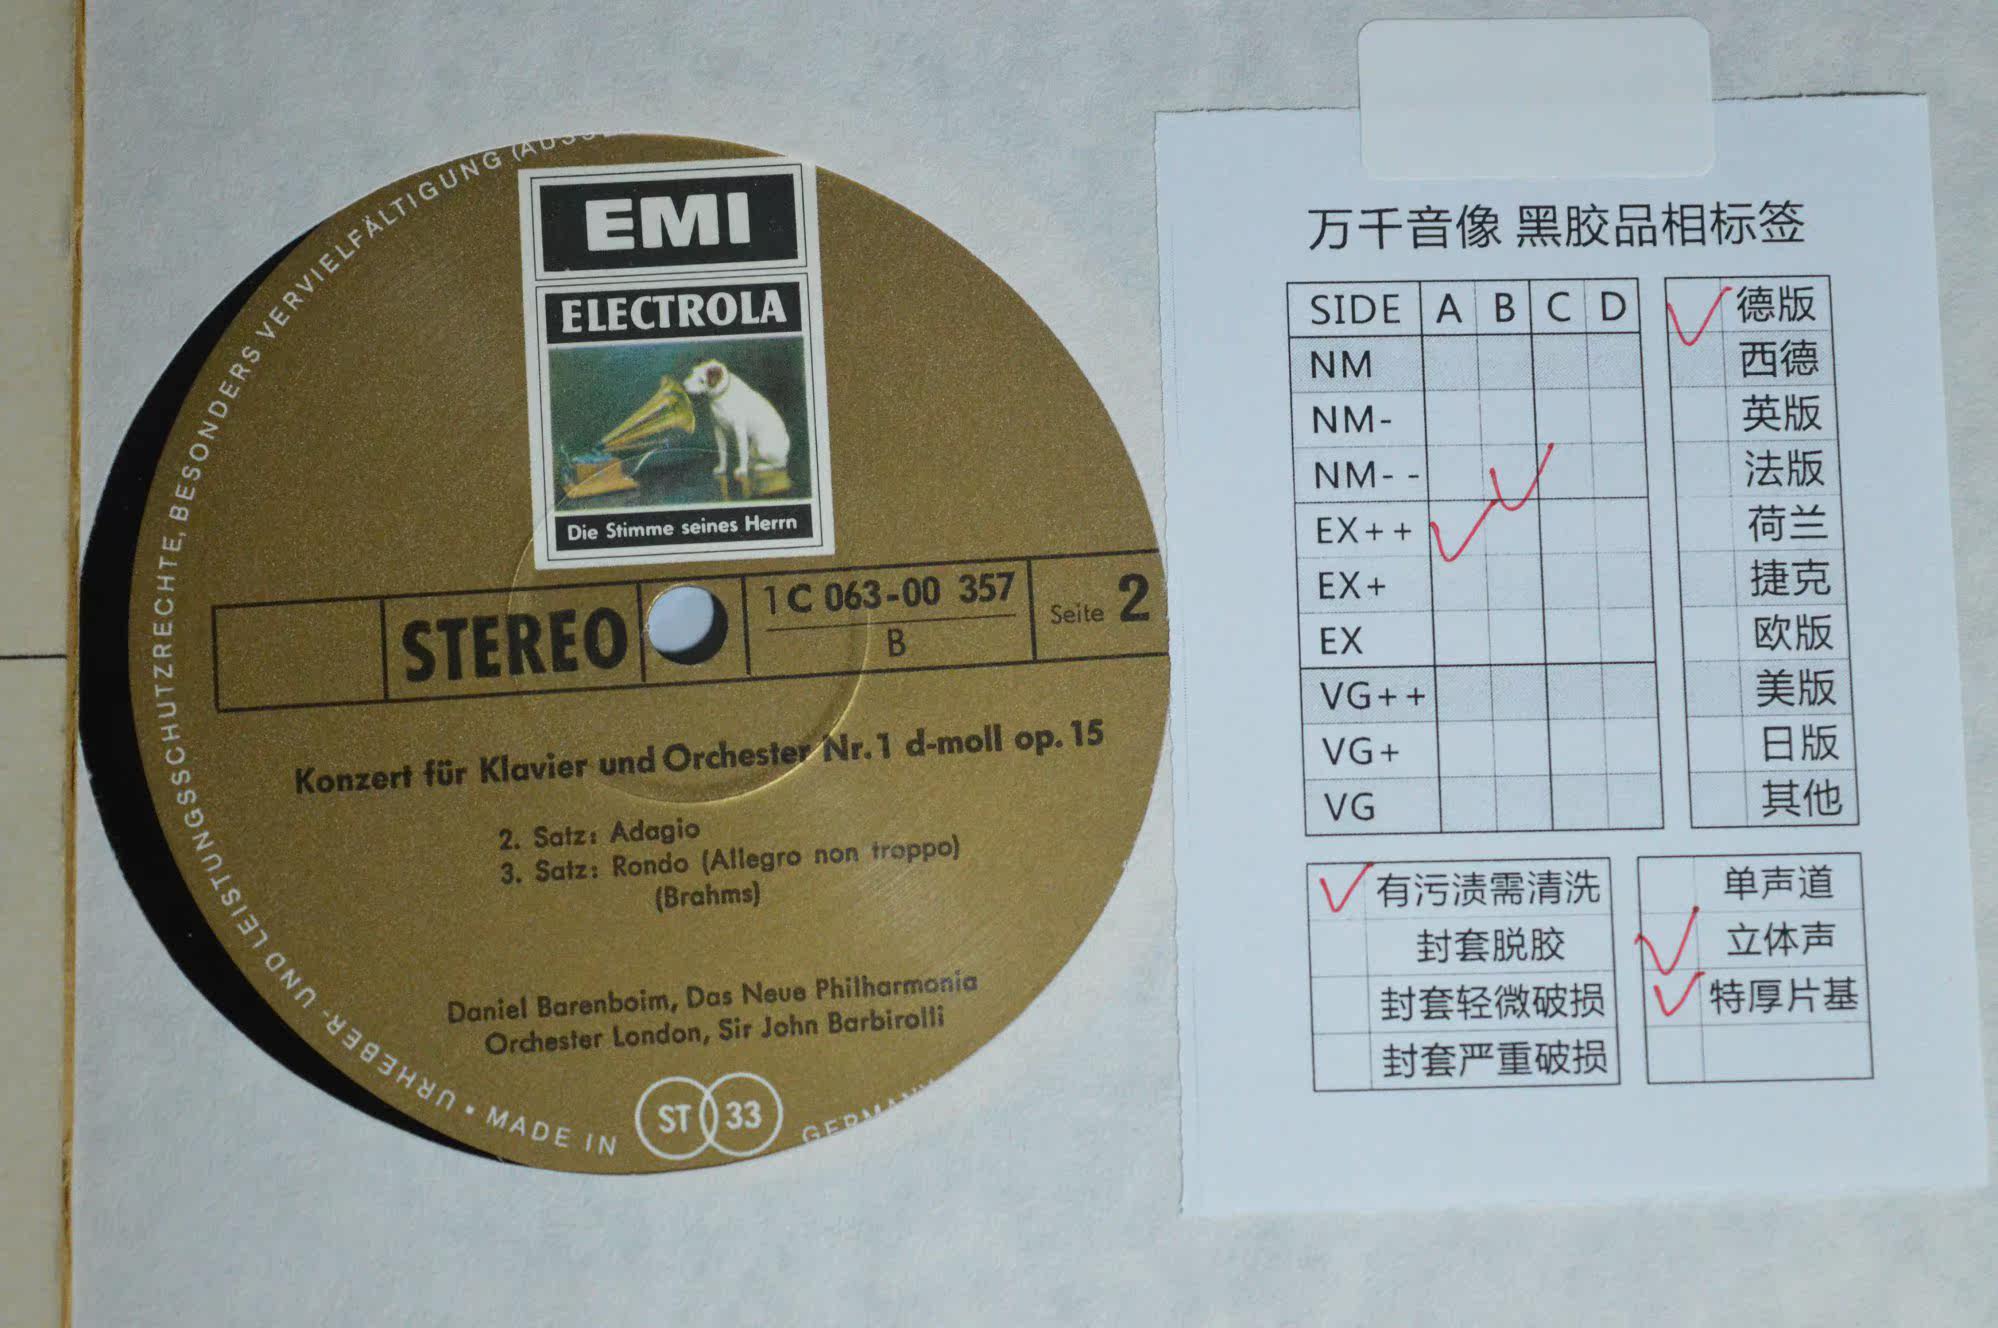 URHEBER- UND LEISTUNGSSCHUTZRECHTE, BESONDERS VERVIELFÄLTIGUNG
EMI
ELECTROLA
Die Stimme seines Herrn
STEREO
1 C 063-00 357
B
Seite 2
Konzert für Klavier und Orchester Nr. 1 d-moll op. 15
2. Satz: Adagio
3. Satz: Rondo (Allegro non troppo)
(Brahms)
Daniel Barenboim, Das Neue Philharmonia
Orchester London, Sir John Barbirolli
• MADE IN
ST 33
GERMANY
万千音像 黑胶品相标签
SIDE A B C D
NM
NM-
NM--
EX++
EX+
EX
VG++
VG+
VG
德版
西德
英版
法版
荷兰
捷克
欧版
美版
日版
其他
有污渍需清洗
封套脱胶
封套轻微破损
封套严重破损
单声道
立体声
特厚片基